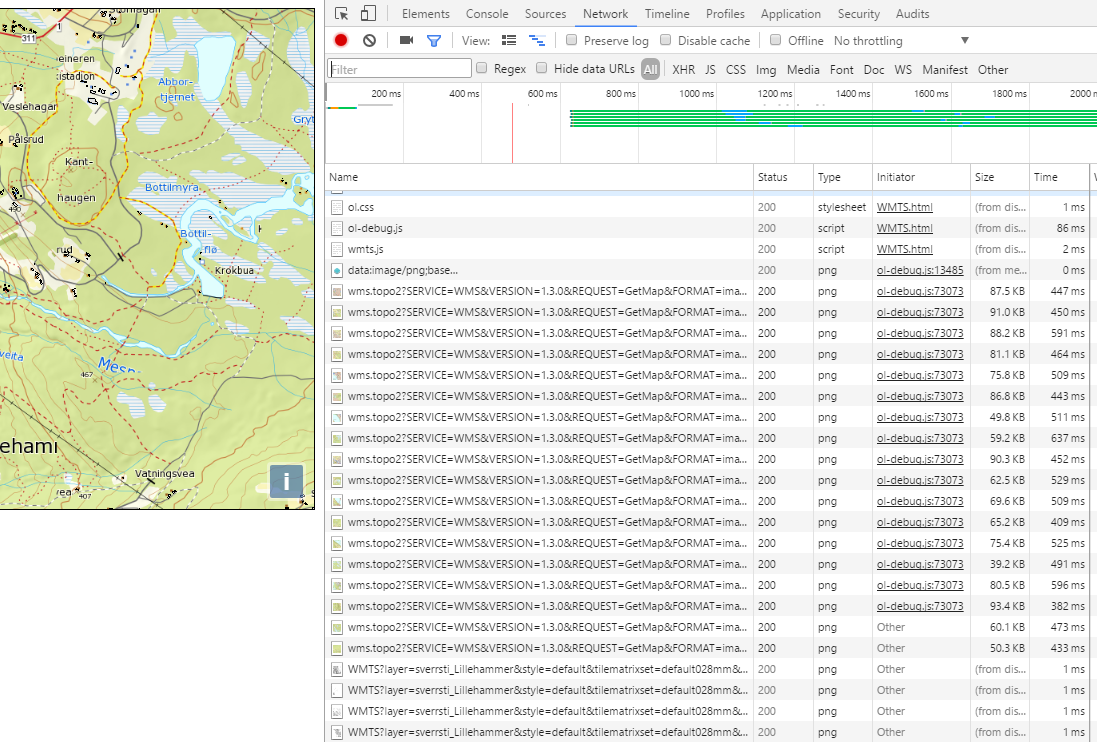 311
1
eineren
kistadion
Veslehagar
Pålsrud
Kant-
haugen
490
rud
Abbor-
tjernet
Gryt
Bottilmyra
Bottil-
flø
Krokbua
467
ehami
Vatningsvea
407
i
Elements Console Sources Network Timeline Profiles Application Security Audits
View: Preserve log Disable cache Offline No throttling ▼
Filter Regex Hide data URLs All XHR JS CSS Img Media Font Doc WS Manifest Other
200 ms 400 ms 600 ms 800 ms 1000 ms 1200 ms 1400 ms 1600 ms 1800 ms 2000 m
Name Status Type Initiator Size Time
ol.css 200 stylesheet WMTS.html (from dis... 1 ms
ol-debug.js 200 script WMTS.html (from dis... 86 ms
wmts.js 200 script WMTS.html (from dis... 2 ms
data:image/png;base... 200 png ol-debug.js:13485 (from me... 0 ms
wms.topo2?SERVICE=WMS&VERSION=1.3.0&REQUEST=GetMap&FORMAT=ima... 200 png ol-debug.js:73073 87.5 KB 447 ms
wms.topo2?SERVICE=WMS&VERSION=1.3.0&REQUEST=GetMap&FORMAT=ima... 200 png ol-debug.js:73073 91.0 KB 450 ms
wms.topo2?SERVICE=WMS&VERSION=1.3.0&REQUEST=GetMap&FORMAT=ima... 200 png ol-debug.js:73073 88.2 KB 591 ms
wms.topo2?SERVICE=WMS&VERSION=1.3.0&REQUEST=GetMap&FORMAT=ima... 200 png ol-debug.js:73073 81.1 KB 464 ms
wms.topo2?SERVICE=WMS&VERSION=1.3.0&REQUEST=GetMap&FORMAT=ima... 200 png ol-debug.js:73073 75.8 KB 509 ms
wms.topo2?SERVICE=WMS&VERSION=1.3.0&REQUEST=GetMap&FORMAT=ima... 200 png ol-debug.js:73073 86.8 KB 443 ms
wms.topo2?SERVICE=WMS&VERSION=1.3.0&REQUEST=GetMap&FORMAT=ima... 200 png ol-debug.js:73073 49.8 KB 511 ms
wms.topo2?SERVICE=WMS&VERSION=1.3.0&REQUEST=GetMap&FORMAT=ima... 200 png ol-debug.js:73073 59.2 KB 637 ms
wms.topo2?SERVICE=WMS&VERSION=1.3.0&REQUEST=GetMap&FORMAT=ima... 200 png ol-debug.js:73073 90.3 KB 452 ms
wms.topo2?SERVICE=WMS&VERSION=1.3.0&REQUEST=GetMap&FORMAT=ima... 200 png ol-debug.js:73073 62.5 KB 529 ms
wms.topo2?SERVICE=WMS&VERSION=1.3.0&REQUEST=GetMap&FORMAT=ima... 200 png ol-debug.js:73073 69.6 KB 509 ms
wms.topo2?SERVICE=WMS&VERSION=1.3.0&REQUEST=GetMap&FORMAT=ima... 200 png ol-debug.js:73073 65.2 KB 409 ms
wms.topo2?SERVICE=WMS&VERSION=1.3.0&REQUEST=GetMap&FORMAT=ima... 200 png ol-debug.js:73073 75.4 KB 525 ms
wms.topo2?SERVICE=WMS&VERSION=1.3.0&REQUEST=GetMap&FORMAT=ima... 200 png ol-debug.js:73073 39.2 KB 491 ms
wms.topo2?SERVICE=WMS&VERSION=1.3.0&REQUEST=GetMap&FORMAT=ima... 200 png ol-debug.js:73073 80.5 KB 596 ms
wms.topo2?SERVICE=WMS&VERSION=1.3.0&REQUEST=GetMap&FORMAT=ima... 200 png ol-debug.js:73073 93.4 KB 382 ms
wms.topo2?SERVICE=WMS&VERSION=1.3.0&REQUEST=GetMap&FORMAT=ima... 200 png Other 60.1 KB 473 ms
wms.topo2?SERVICE=WMS&VERSION=1.3.0&REQUEST=GetMap&FORMAT=ima... 200 png Other 50.3 KB 433 ms
WMTS?layer=sverrsti_Lillehammer&style=default&tilematrixset=default028mm&... 200 png Other (from dis... 1 ms
WMTS?layer=sverrsti_Lillehammer&style=default&tilematrixset=default028mm&... 200 png Other (from dis... 1 ms
WMTS?layer=sverrsti_Lillehammer&style=default&tilematrixset=default028mm&... 200 png Other (from dis... 1 ms
WMTS?layer=sverrsti_Lillehammer&style=default&tilematrixset=default028mm&... 200 png Other (from dis... 1 ms